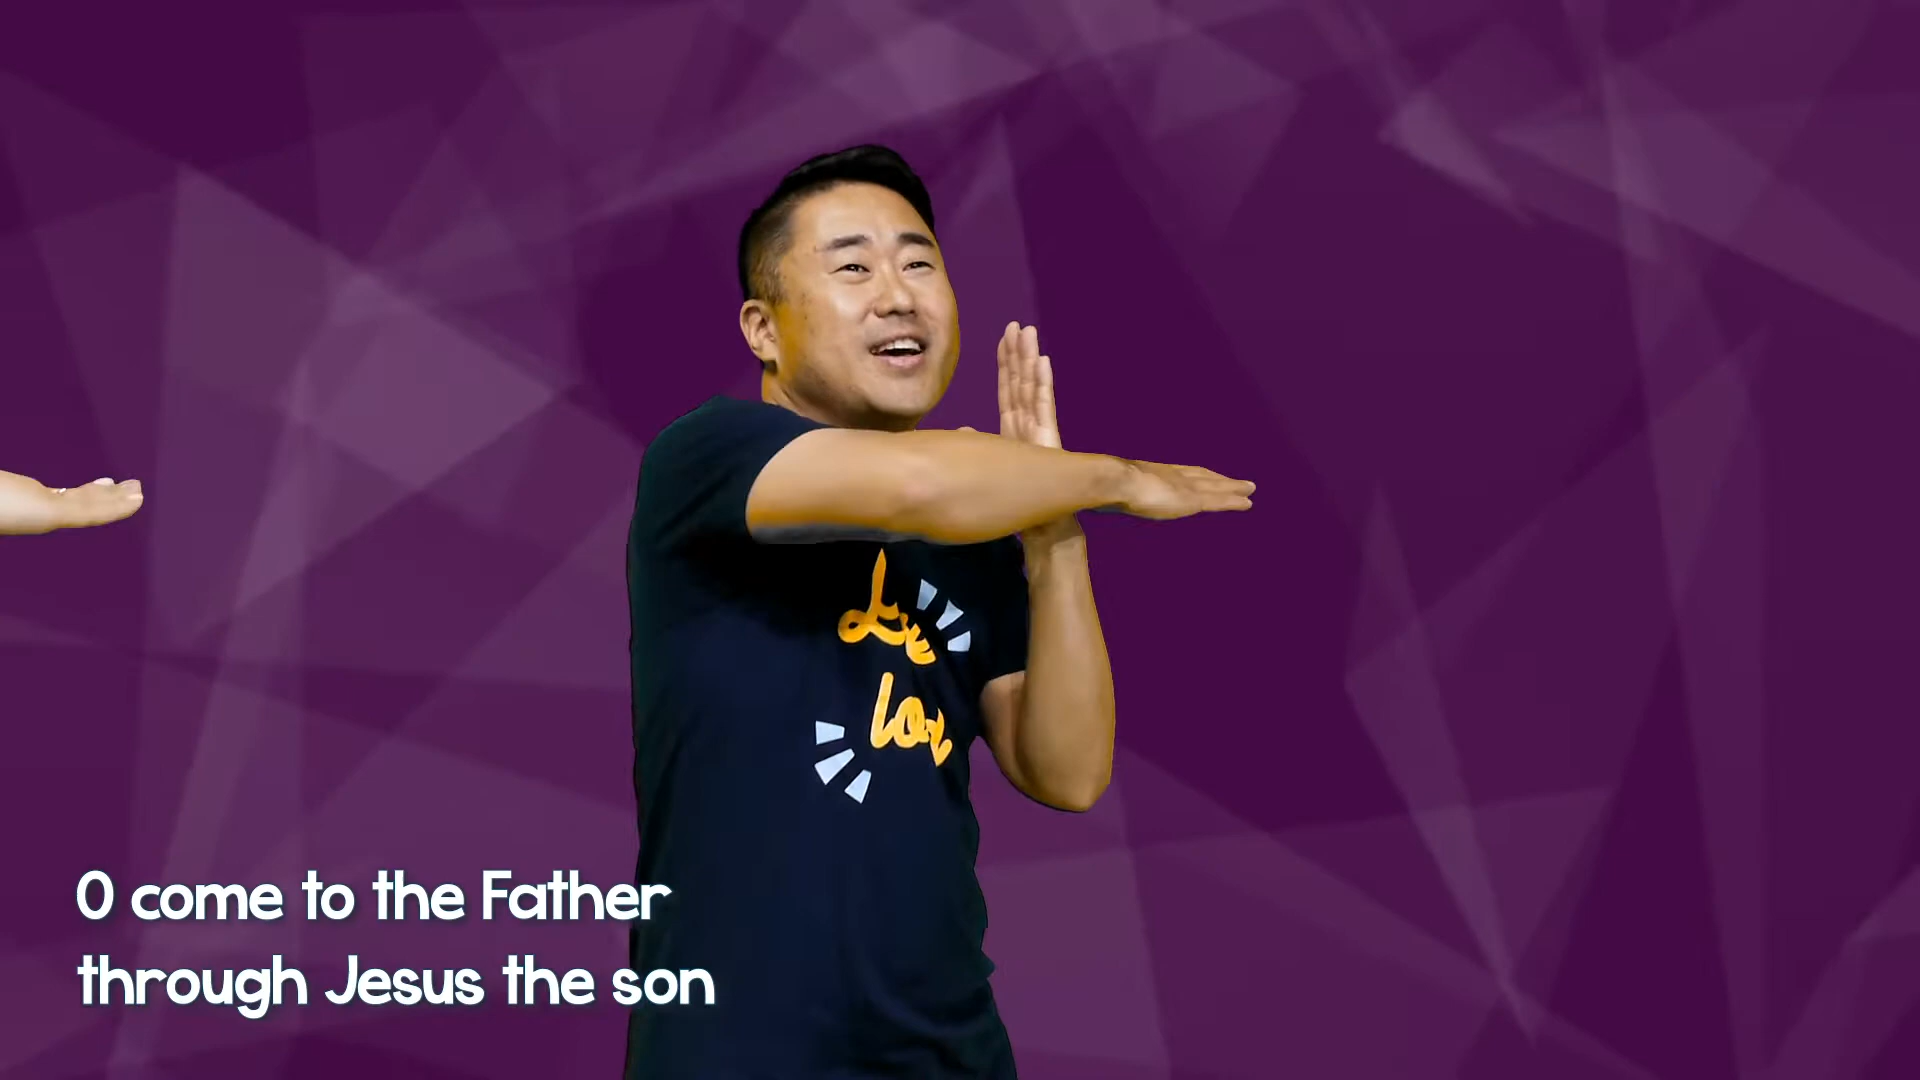 O come to the Father
through Jesus the son